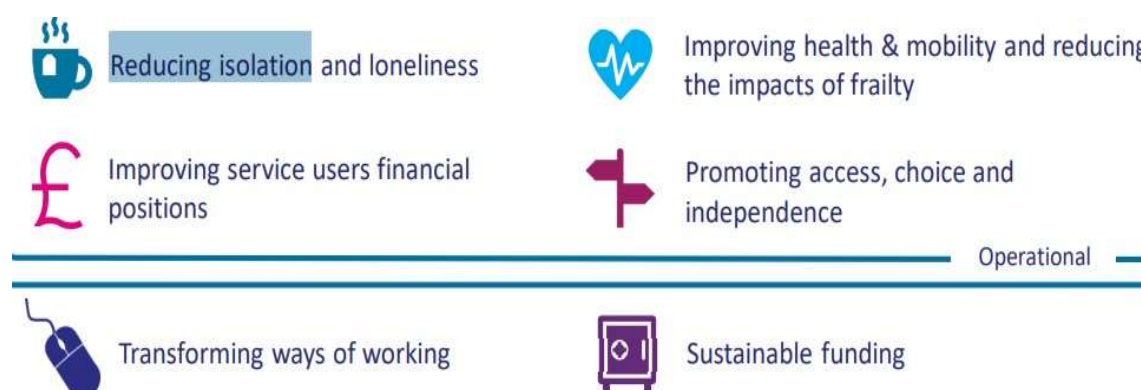 Reducing isolation and loneliness
Improving health & mobility and reducing
the impacts of frailty
Improving service users financial
positions
Promoting access, choice and
independence
Operational
Transforming ways of working
Sustainable funding